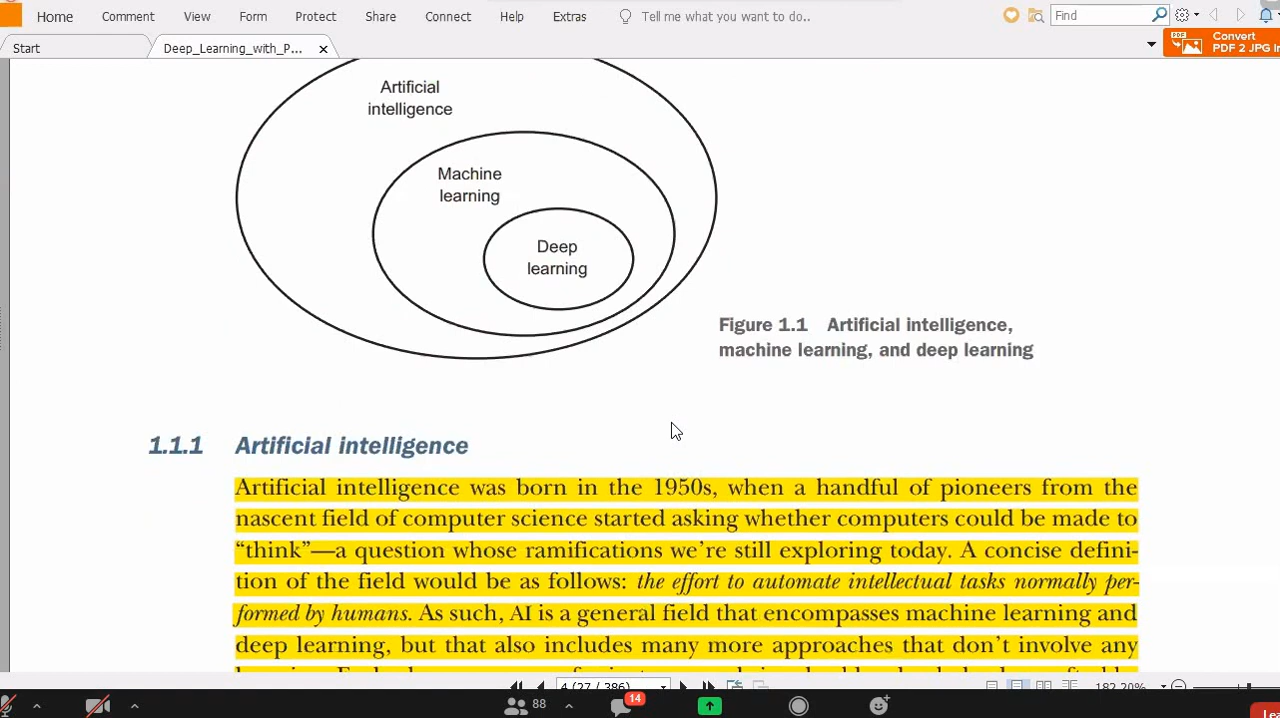 Home Comment View Form Protect Share Connect Help Extras Tell me what you want to do.. Find
Start Deep_Learning_with_P... Convert
PDF 2 JPG In
Artificial
intelligence
Machine
learning
Deep
learning
Figure 1.1 Artificial intelligence,
machine learning, and deep learning
1.1.1 Artificial intelligence
Artificial intelligence was born in the 1950s, when a handful of pioneers from the
nascent field of computer science started asking whether computers could be made to
“think”—a question whose ramifications we’re still exploring today. A concise defini-
tion of the field would be as follows: the effort to automate intellectual tasks normally per-
formed by humans. As such, AI is a general field that encompasses machine learning and
deep learning, but that also includes many more approaches that don’t involve any
4 (27 / 386) 182.20%
88 14